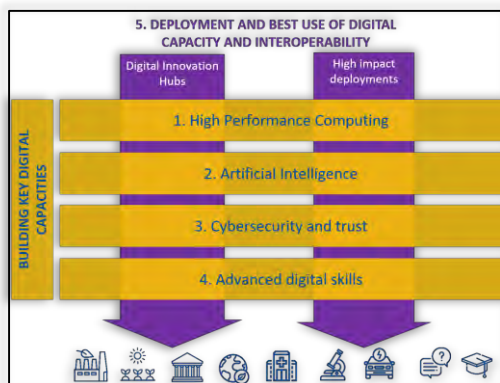 5. DEPLOYMENT AND BEST USE OF DIGITAL
CAPACITY AND INTEROPERABILITY
Digital Innovation
Hubs
High impact
deployments
BUILDING KEY DIGITAL
CAPACITIES
1. High Performance Computing
2. Artificial Intelligence
3. Cybersecurity and trust
4. Advanced digital skills
?